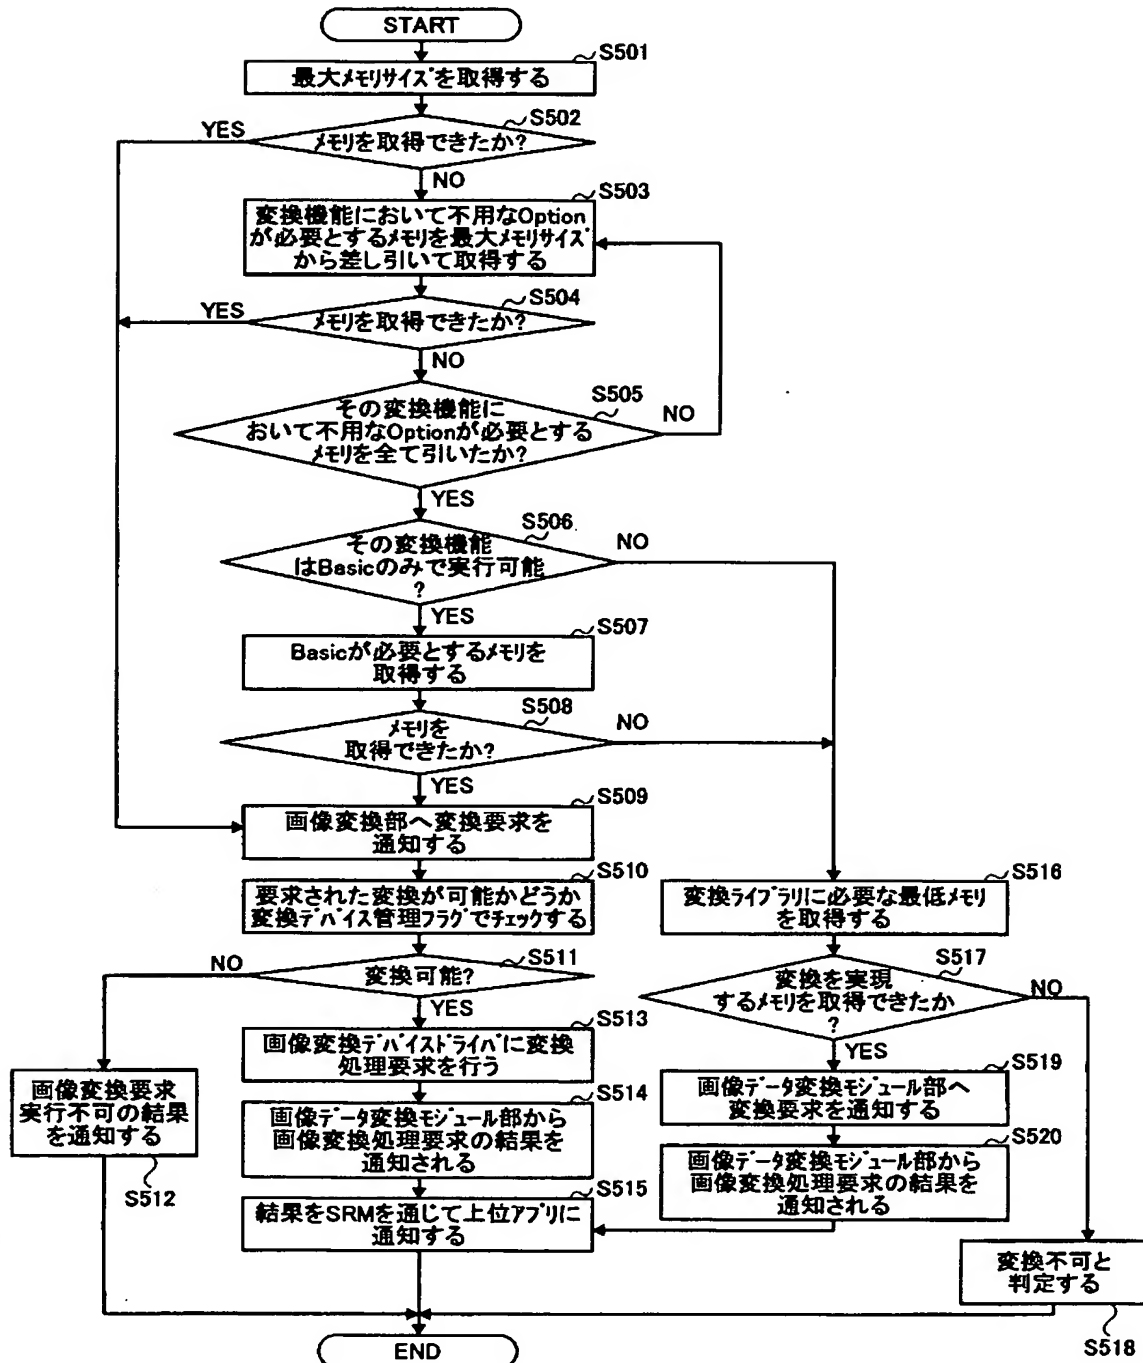 START
S501
最大メモリサイズを取得する
S502
YES
メモリを取得できたか?
NO
S503
変換機能において不用なOption
が必要とするメモリを最大メモリサイズ
から差し引いて取得する
S504
YES
メモリを取得できたか?
NO
S505
その変換機能に
おいて不用なOptionが必要とする
メモリを全て引いたか?
NO
YES
S506
その変換機能
はBasicのみで実行可能
?
NO
YES
S507
Basicが必要とするメモリを
取得する
S508
メモリを
取得できたか?
NO
YES
S509
画像変換部へ変換要求を
通知する
S510
要求された変換が可能かどうか
変換デバイス管理フラグでチェックする
S511
NO
変換可能?
YES
S513
画像変換デバイスドライバに変換
処理要求を行う
S514
画像データ変換モジュール部から
画像変換処理要求の結果を
通知される
S515
結果をSRMを通じて上位アプリに
通知する
画像変換要求
実行不可の結果
を通知する
S512
S516
変換ライブラリに必要な最低メモリ
を取得する
S517
変換を実現
するメモリを取得できたか
?
NO
YES
S519
画像データ変換モジュール部へ
変換要求を通知する
S520
画像データ変換モジュール部から
画像変換処理要求の結果を
通知される
変換不可と
判定する
S518
END